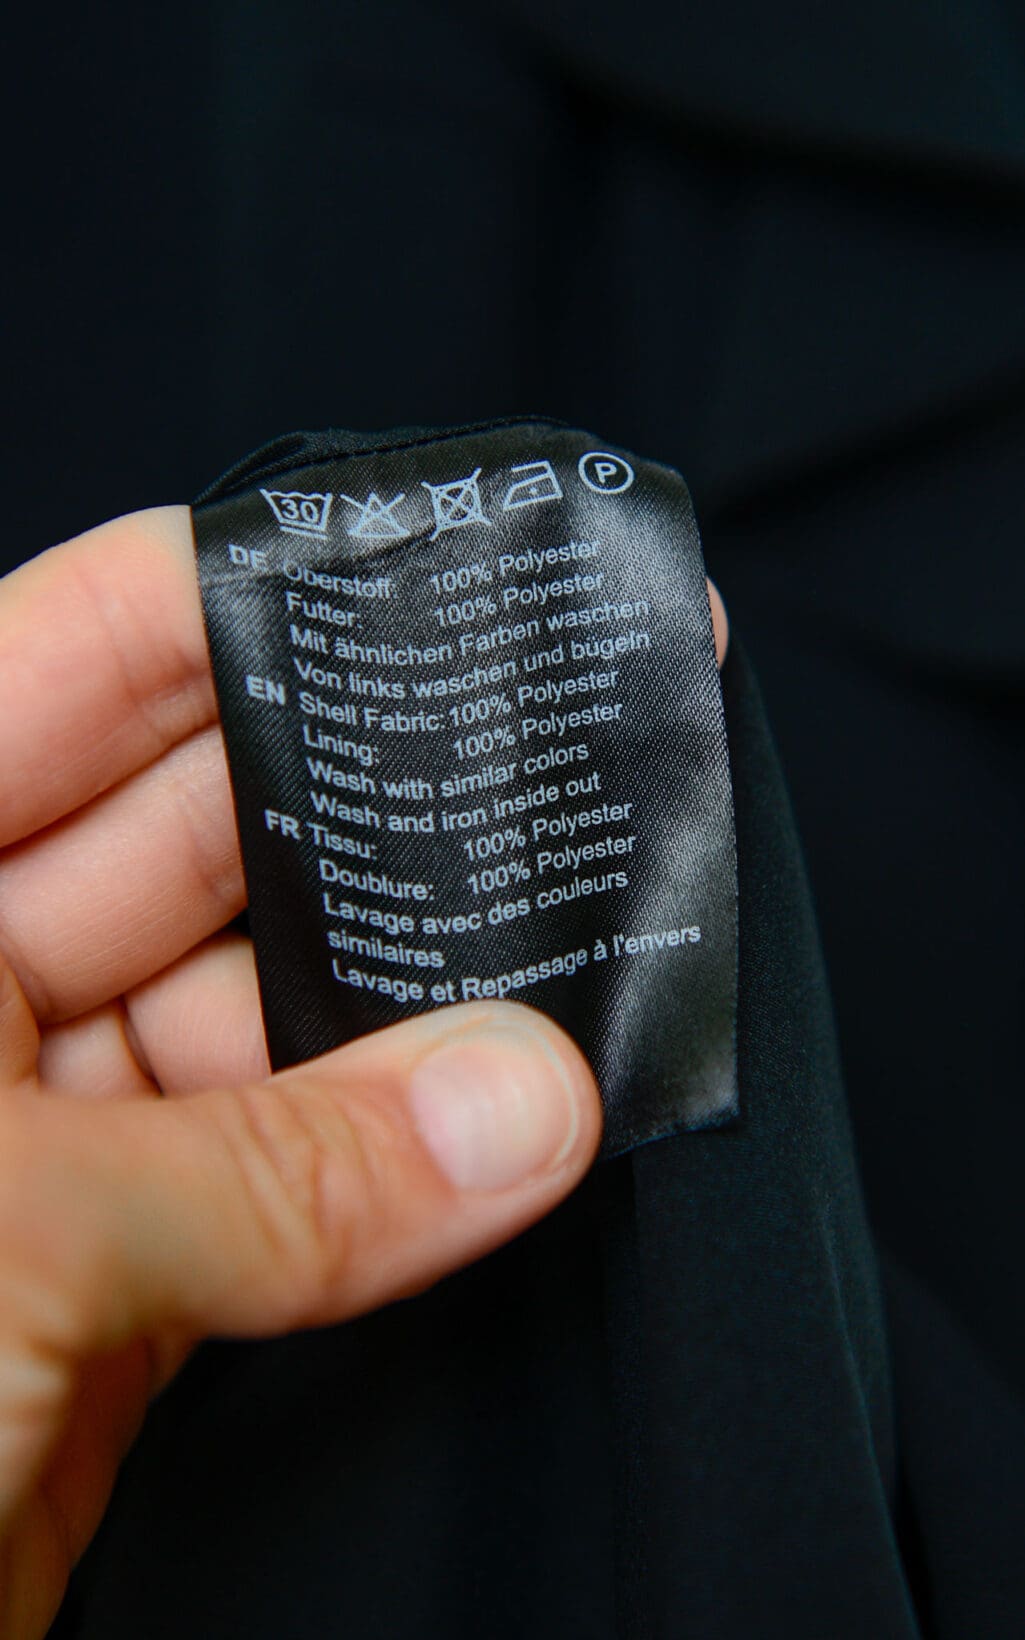 30 P
DE Oberstoff: 100% Polyester
Futter: 100% Polyester
Mit ähnlichen Farben waschen
Von links waschen und bügeln
EN Shell Fabric: 100% Polyester
Lining: 100% Polyester
Wash with similar colors
Wash and iron inside out
FR Tissu: 100% Polyester
Doublure: 100% Polyester
Lavage avec des couleurs
similaires
Lavage et Repassage à l'envers